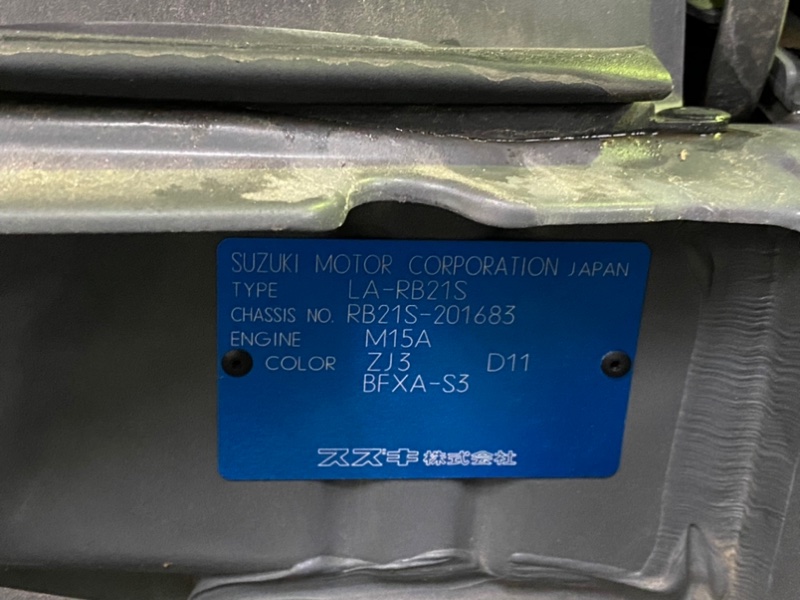 SUZUKI MOTOR CORPORATION JAPAN
TYPE LA-RB21S
CHASSIS NO. RB21S-201683
ENGINE M15A
COLOR ZJ3 D11
BFXA-S3
スズキ株式会社